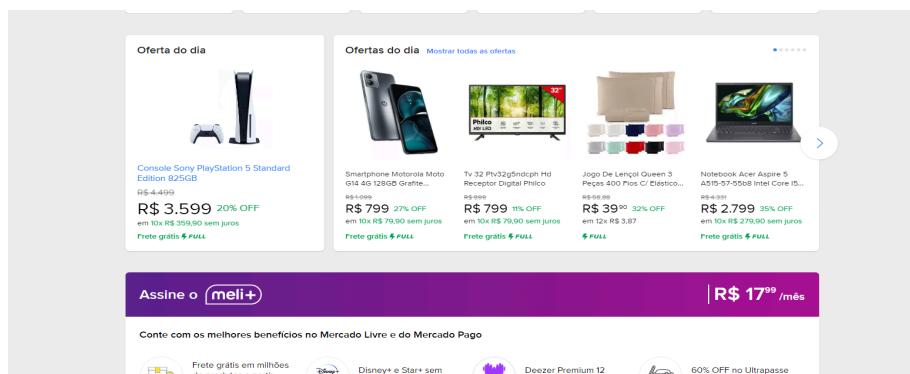 Oferta do dia
Console Sony PlayStation 5 Standard
Edition 825GB
R$ 4.499
R$ 3.599 20% OFF
em 10x R$ 359,90 sem juros
Frete grátis FULL
Ofertas do dia Mostrar todas as ofertas
Smartphone Motorola Moto
G14 4G 128GB Grafite...
R$ 1.099
R$ 799 27% OFF
em 10x R$ 79,90 sem juros
Frete grátis FULL
32"
Philco
Tv 32 Ptv32g5ndcph Hd
Receptor Digital Philco
R$ 899
R$ 799 11% OFF
em 10x R$ 79,90 sem juros
Frete grátis FULL
Jogo De Lençol Queen 3
Peças 400 Fios C/ Elástico...
R$ 58,88
R$ 39⁹⁰ 32% OFF
em 12x R$ 3,87
FULL
Notebook Acer Aspire 5
A515-57-55b8 Intel Core I5...
R$ 4.331
R$ 2.799 35% OFF
em 10x R$ 279,90 sem juros
Frete grátis FULL
Assine o meli+
R$ 17⁹⁹ /mês
Conte com os melhores benefícios no Mercado Livre e do Mercado Pago
Frete grátis em milhões
Disney+
Disney+ e Star+ sem
Deezer Premium 12
60% OFF no Ultrapasse